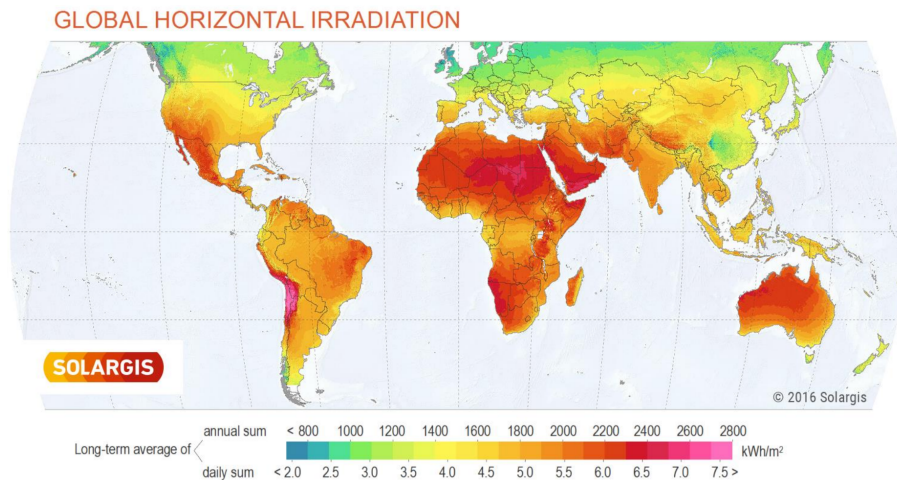 GLOBAL HORIZONTAL IRRADIATION
SOLARGIS
© 2016 Solargis
annual sum < 800 1000 1200 1400 1600 1800 2000 2200 2400 2600 2800
Long-term average of kWh/m²
daily sum < 2.0 2.5 3.0 3.5 4.0 4.5 5.0 5.5 6.0 6.5 7.0 7.5 >